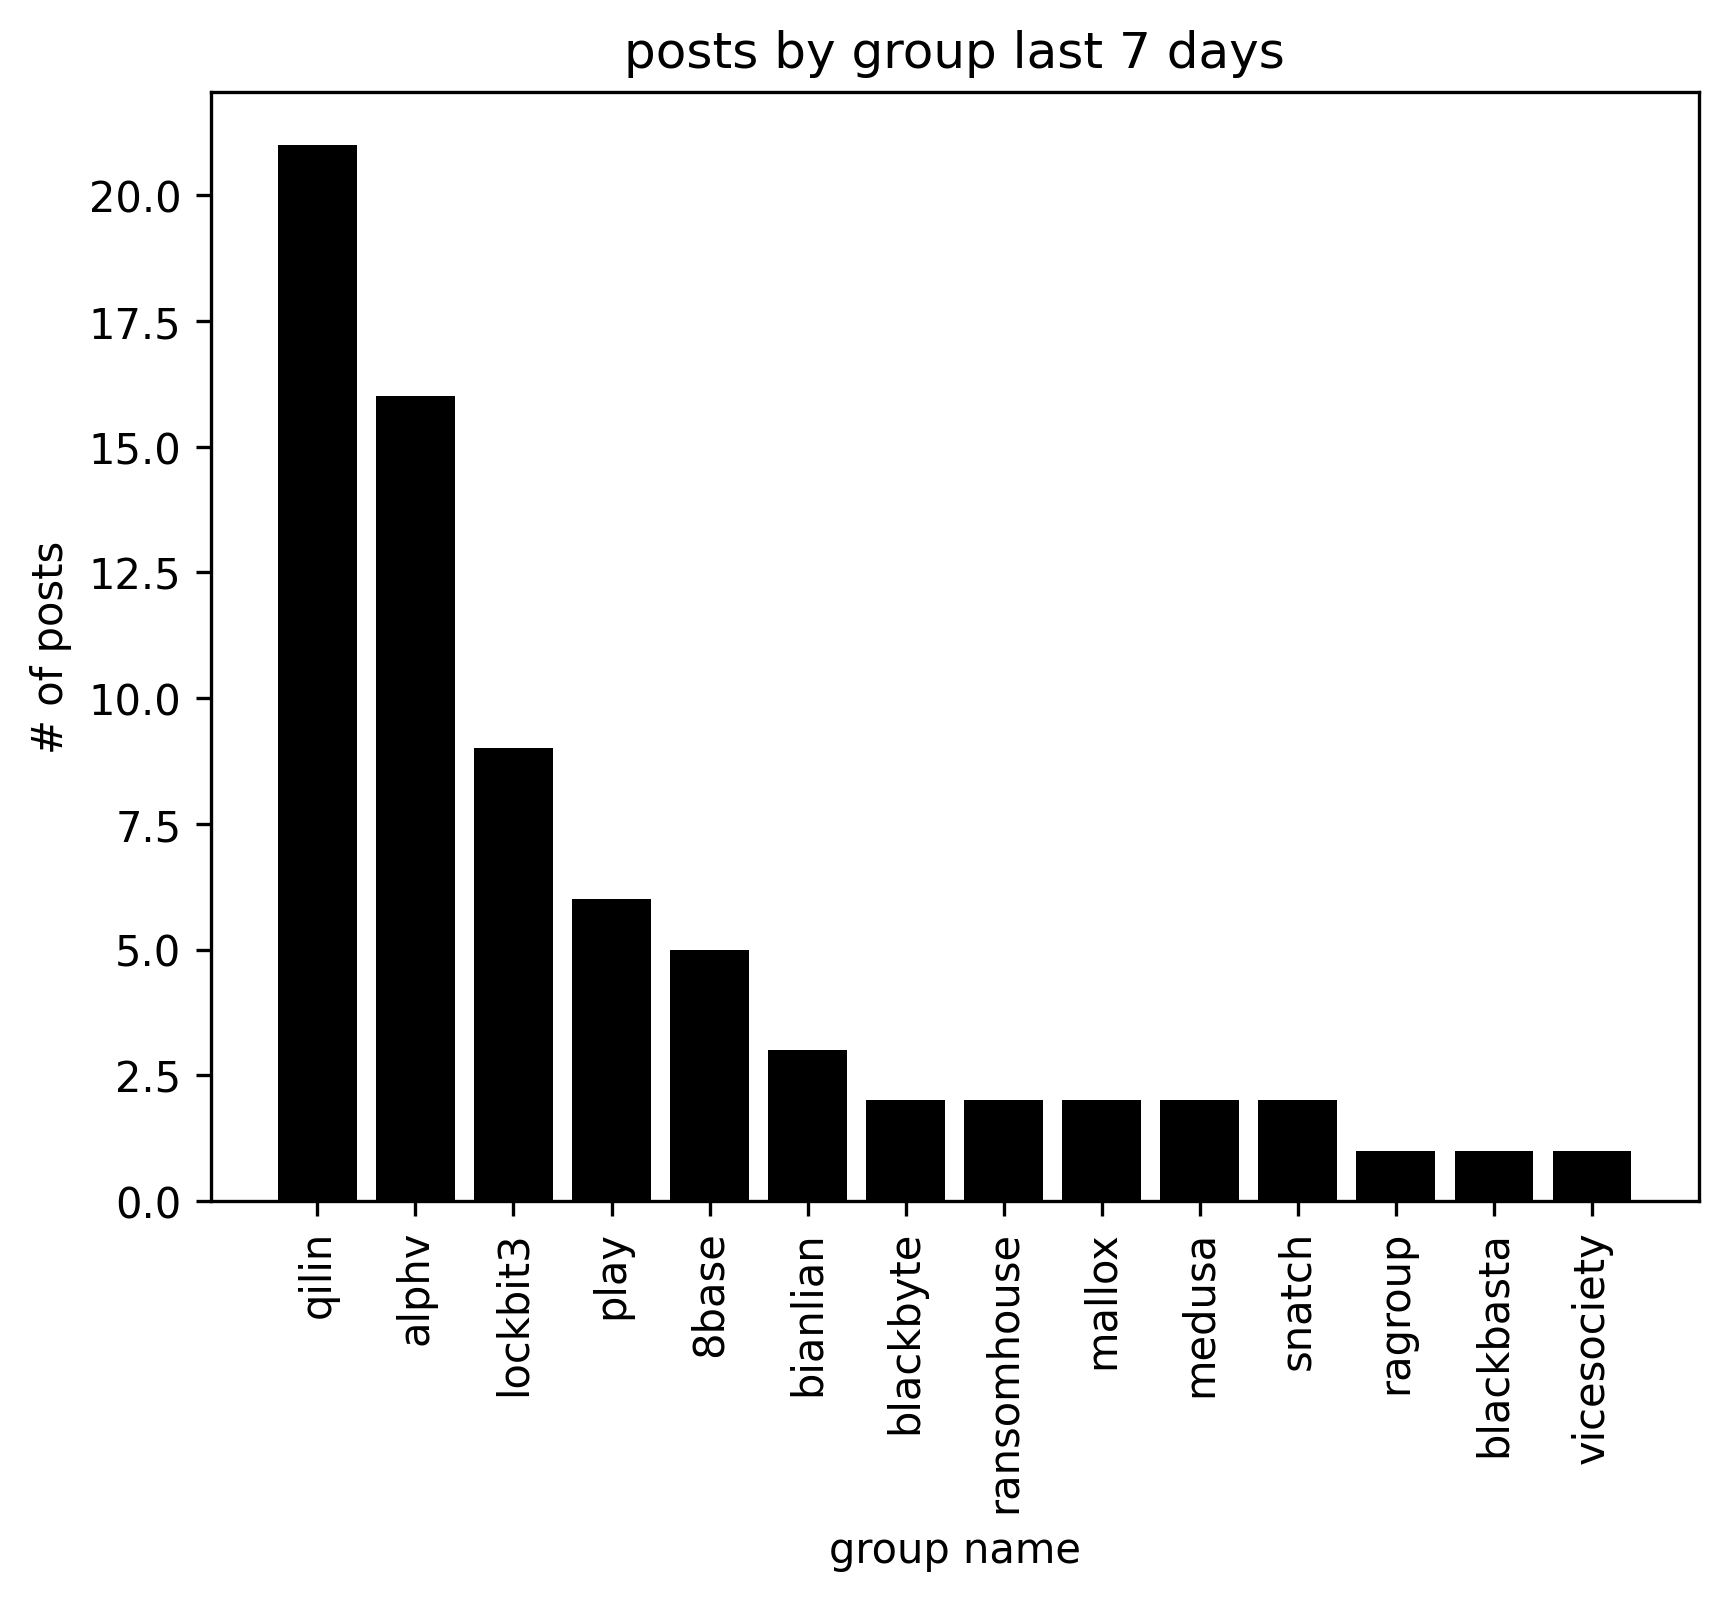 posts by group last 7 days
# of posts
20.0
17.5
15.0
12.5
10.0
7.5
5.0
2.5
0.0
qilin
alphv
lockbit3
play
8base
bianlian
blackbyte
ransomhouse
mallox
medusa
snatch
ragroup
blackbasta
vicesociety
group name